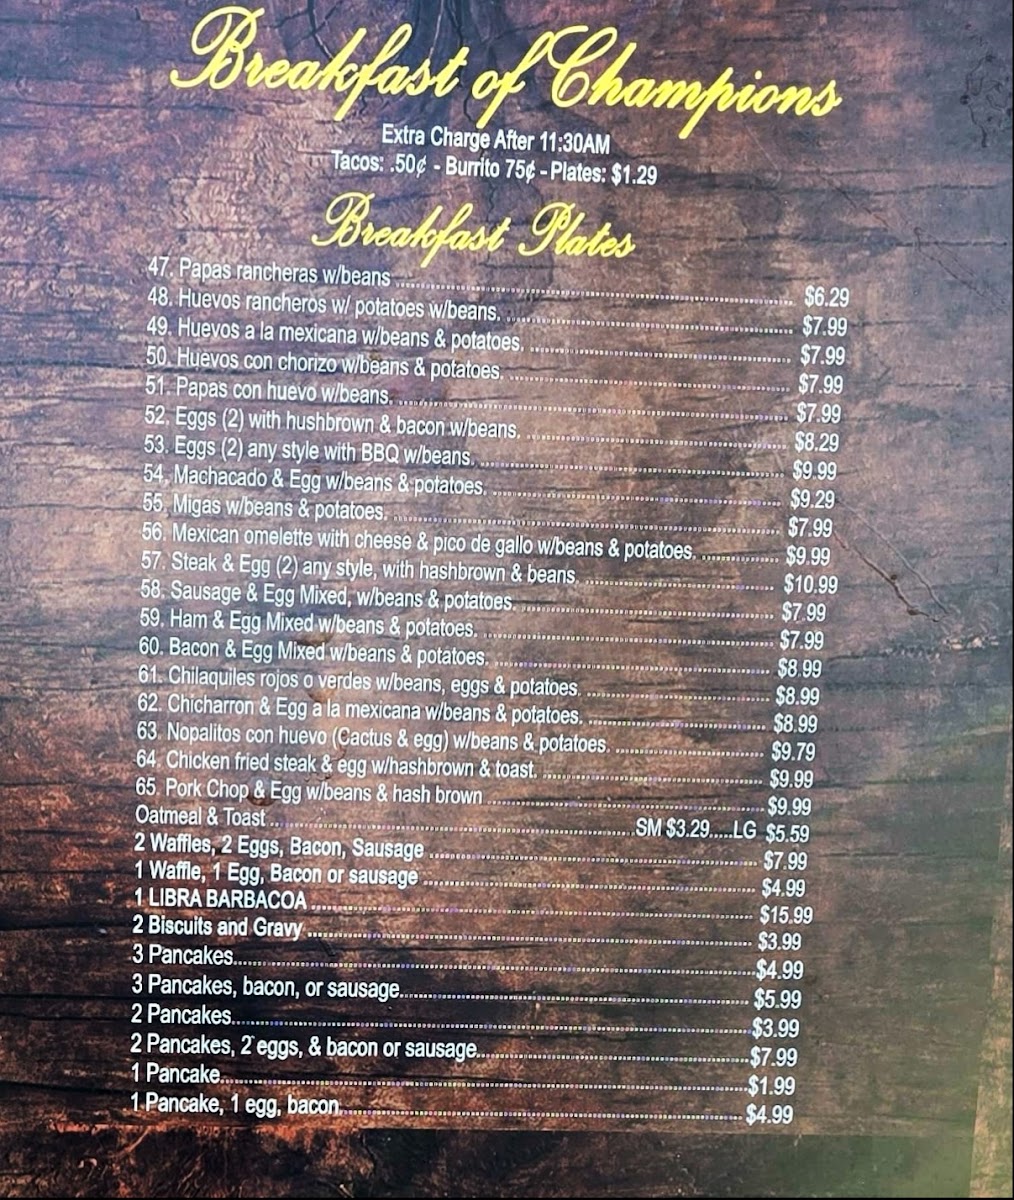 Breakfast of Champions
Extra Charge After 11:30AM
Tacos: .50¢ - Burrito 75¢ - Plates: $1.29
Breakfast Plates
47. Papas rancheras w/beans ........ $6.29
48. Huevos rancheros w/ potatoes w/beans. ........ $7.99
49. Huevos a la mexicana w/beans & potatoes. ........ $7.99
50. Huevos con chorizo w/beans & potatoes. ........ $7.99
51. Papas con huevo w/beans. ........ $7.99
52. Eggs (2) with hushbrown & bacon w/beans. ........ $8.29
53. Eggs (2) any style with BBQ w/beans. ........ $9.99
54. Machacado & Egg w/beans & potatoes. ........ $9.29
55. Migas w/beans & potatoes. ........ $7.99
56. Mexican omelette with cheese & pico de gallo w/beans & potatoes. ........ $9.99
57. Steak & Egg (2) any style, with hashbrown & beans. ........ $10.99
58. Sausage & Egg Mixed, w/beans & potatoes. ........ $7.99
59. Ham & Egg Mixed w/beans & potatoes. ........ $7.99
60. Bacon & Egg Mixed w/beans & potatoes. ........ $8.99
61. Chilaquiles rojos o verdes w/beans, eggs & potatoes. ........ $8.99
62. Chicharron & Egg a la mexicana w/beans & potatoes. ........ $8.99
63. Nopalitos con huevo (Cactus & egg) w/beans & potatoes. ........ $9.79
64. Chicken fried steak & egg w/hashbrown & toast. ........ $9.99
65. Pork Chop & Egg w/beans & hash brown ........ $9.99
Oatmeal & Toast ........ SM $3.29.....LG $5.59
2 Waffles, 2 Eggs, Bacon, Sausage ........ $7.99
1 Waffle, 1 Egg, Bacon or sausage ........ $4.99
1 LIBRA BARBACOA ........ $15.99
2 Biscuits and Gravy ........ $3.99
3 Pancakes ........ $4.99
3 Pancakes, bacon, or sausage ........ $5.99
2 Pancakes ........ $3.99
2 Pancakes, 2 eggs, & bacon or sausage ........ $7.99
1 Pancake ........ $1.99
1 Pancake, 1 egg, bacon ........ $4.99